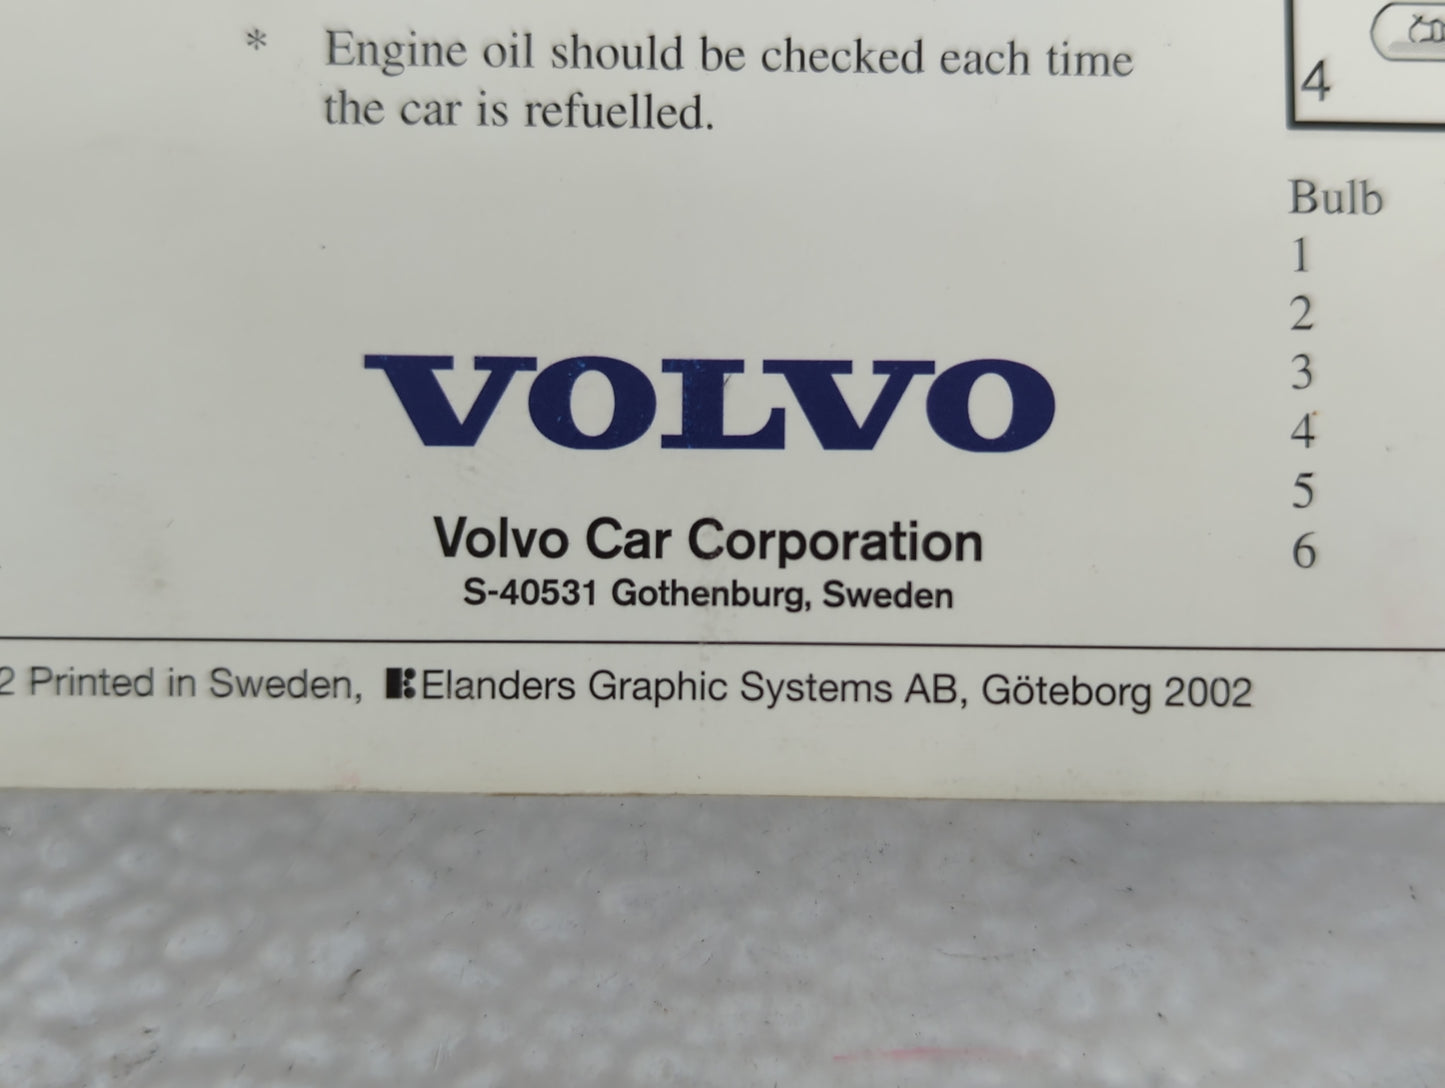 * Engine oil should be checked each time
the car is refuelled.
VOLVO
Volvo Car Corporation
S-40531 Gothenburg, Sweden
2 Printed in Sweden, Elanders Graphic Systems AB, Göteborg 2002
4
Bulb
1
2
3
4
5
6